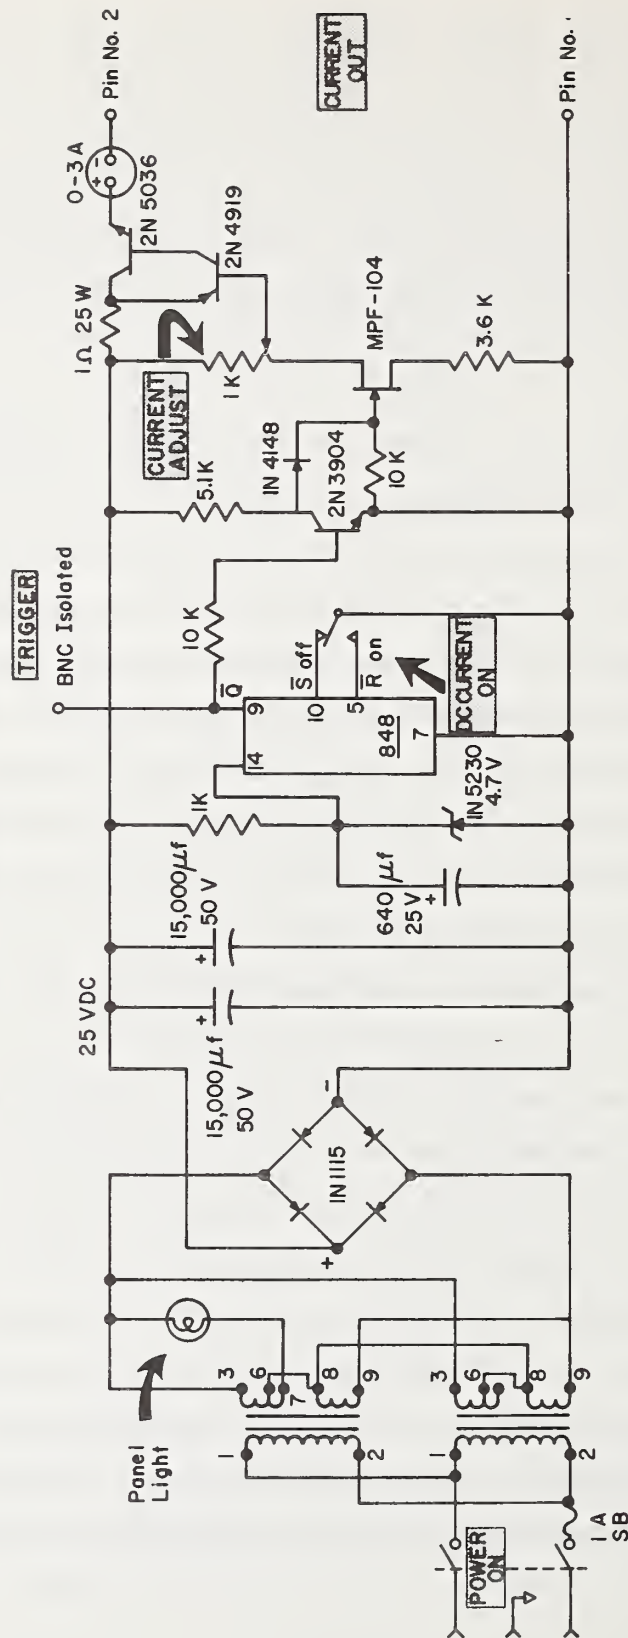 TRIGGER
BNC Isolated
25 VDC
15,000 µf
50 V
15,000 µf
50 V
1K
14
Q̅
9
848
7
10
S̅ off
5
R̅ on
DC CURRENT
ON
10 K
640 µf
25 V +
IN 5230
4.7 V
5.1 K
IN 4148
2N 3904
10 K
CURRENT
ADJUST
1 Ω 25 W
1K
MPF-104
3.6 K
2N 4919
2N 5036
0-3 A
+ -
Pin No. 2
CURRENT
OUT
Pin No.
IN 1115
+
-
Panel
Light
1
2
3
6
7
8
9
1
2
3
6
8
9
POWER
ON
1 A
SB
+
+